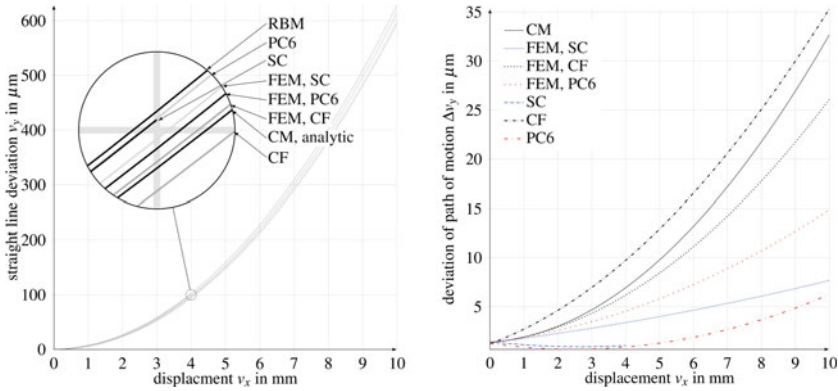 straight line deviation vy in µm
600
500
400
300
200
100
0
0 1 2 3 4 5 6 7 8 9 10
displacment vx in mm
RBM
PC6
SC
FEM, SC
FEM, PC6
FEM, CF
CM, analytic
CF
deviation of path of motion Δvy in µm
35
30
25
20
15
10
5
0 1 2 3 4 5 6 7 8 9 10
displacement vx in mm
CM
FEM, SC
FEM, CF
FEM, PC6
SC
CF
PC6